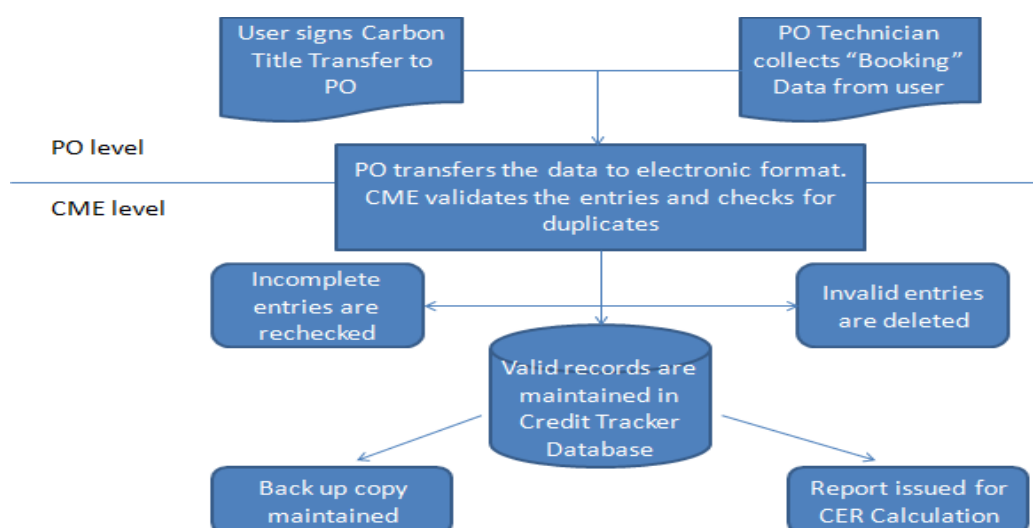 User signs Carbon
Title Transfer to
PO
PO Technician
collects “Booking”
Data from user
PO level
PO transfers the data to electronic format.
CME validates the entries and checks for
duplicates
CME level
Incomplete
entries are
rechecked
Invalid entries
are deleted
Valid records are
maintained in
Credit Tracker
Database
Back up copy
maintained
Report issued for
CER Calculation